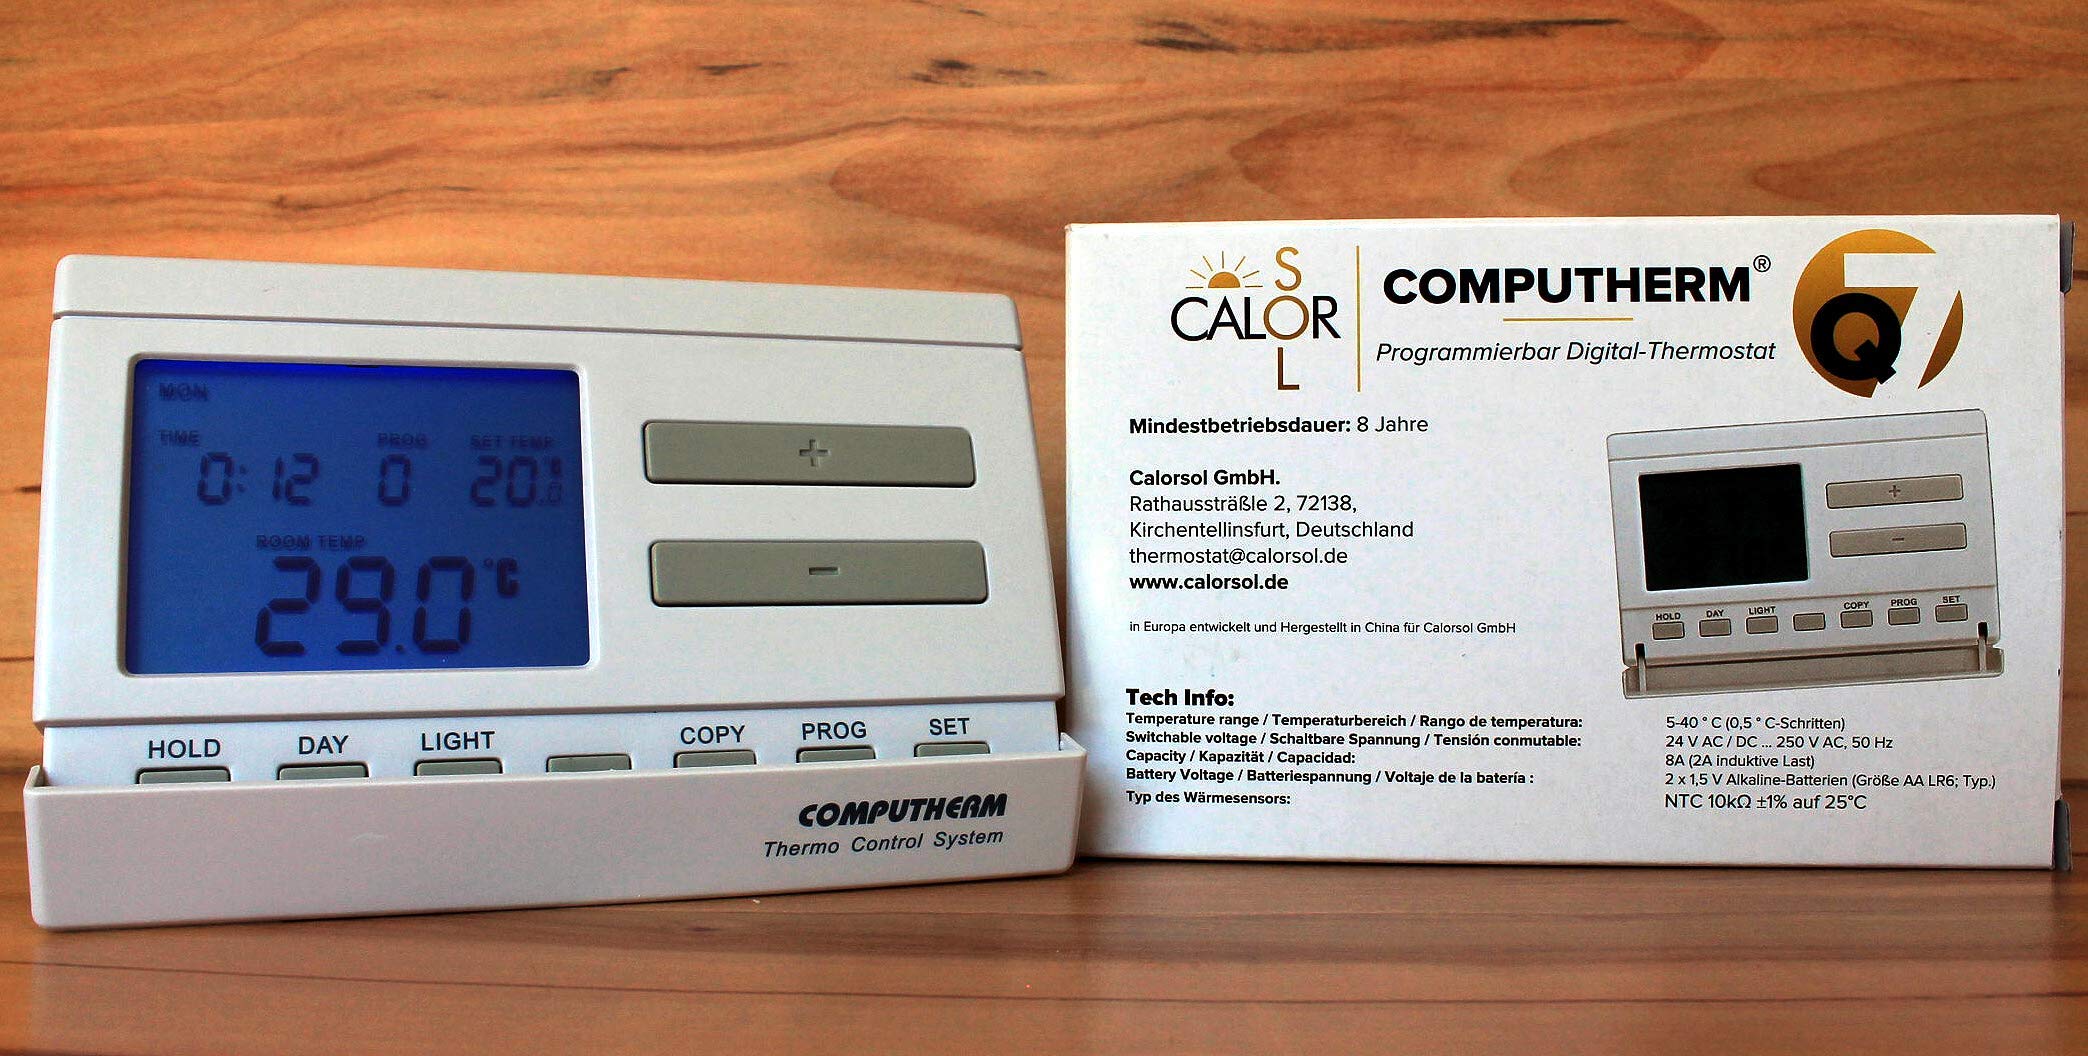 MON
TIME PROG SET TEMP
0:12 0 20.0
ROOM TEMP
29.0 °C
+
-
HOLD DAY LIGHT COPY PROG SET
COMPUTHERM
Thermo Control System
CALORSOL
COMPUTHERM®
Programmierbar Digital-Thermostat
Q7
Mindestbetriebsdauer: 8 Jahre
Calorsol GmbH.
Rathaussträßle 2, 72138,
Kirchentellinsfurt, Deutschland
thermostat@calorsol.de
www.calorsol.de
in Europa entwickelt und Hergestellt in China für Calorsol GmbH
+
-
HOLD DAY LIGHT COPY PROG SET
Tech Info:
Temperature range / Temperaturbereich / Rango de temperatura: 5-40 ° C (0,5 ° C-Schritten)
Switchable voltage / Schaltbare Spannung / Tensión conmutable: 24 V AC / DC ... 250 V AC, 50 Hz
Capacity / Kapazität / Capacidad: 8A (2A induktive Last)
Battery Voltage / Batteriespannung / Voltaje de la batería : 2 x 1,5 V Alkaline-Batterien (Größe AA LR6; Typ.)
Typ des Wärmesensors: NTC 10kΩ ±1% auf 25°C